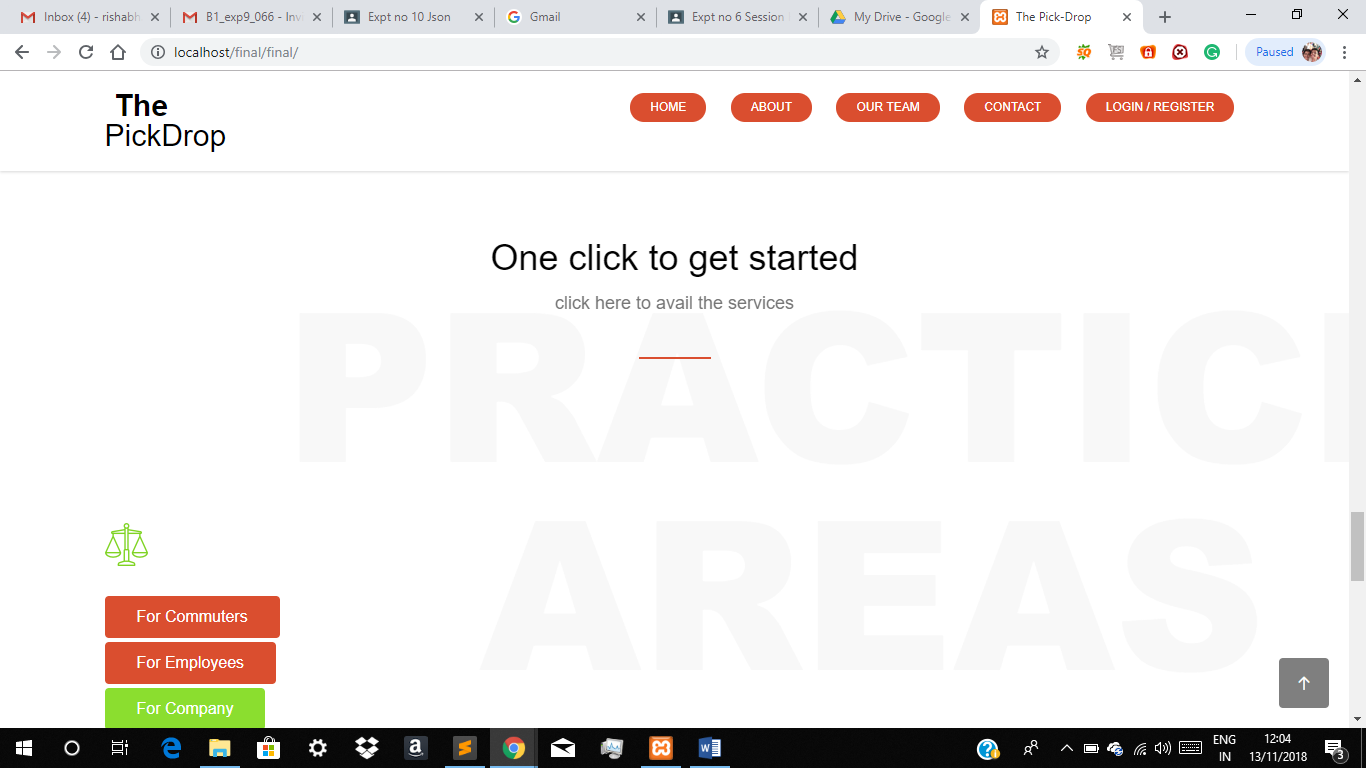 Inbox (4) - rishabh
B1_exp9_066 - Inv
Expt no 10 Json
Gmail
Expt no 6 Session
My Drive - Google
The Pick-Drop
localhost/final/final/
Paused
The
PickDrop
HOME
ABOUT
OUR TEAM
CONTACT
LOGIN / REGISTER
One click to get started
click here to avail the services
PRACTICE
AREAS
For Commuters
For Employees
For Company
ENG
IN
12:04
13/11/2018
3